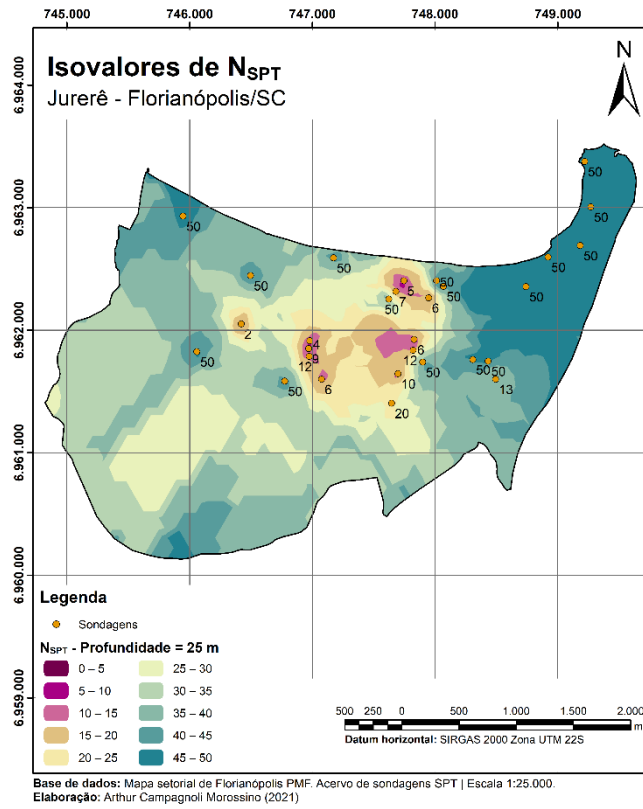 745.000 746.000 747.000 748.000 749.000
Isovalores de NSPT
Jurerê - Florianópolis/SC
N
6.964.000
6.963.000
6.962.000
6.961.000
6.960.000
6.959.000
50
50
50
50
50
50
50
50
5
50
50
7
50
6
2
4
9
12
6
50
50
6
12
50
10
20
50
50
13
Legenda
Sondagens
NSPT - Profundidade = 25 m
0 – 5 25 – 30
5 – 10 30 – 35
10 – 15 35 – 40
15 – 20 40 – 45
20 – 25 45 – 50
500 250 0 500 1.000 1.500 2.000
m
Datum horizontal: SIRGAS 2000 Zona UTM 22S
Base de dados: Mapa setorial de Florianópolis PMF. Acervo de sondagens SPT | Escala 1:25.000.
Elaboração: Arthur Campagnoli Morossino (2021)